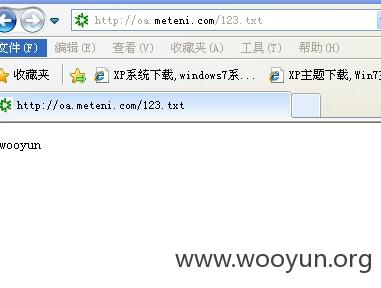 http://oa.meteni.com/123.txt
文件(F) 编辑(E) 查看(V) 收藏夹(A) 工具(T) 帮助(H)
收藏夹 XP系统下载,windows7系... XP主题下载,Win7
http://oa.meteni.com/123.txt
wooyun
www.wooyun.org